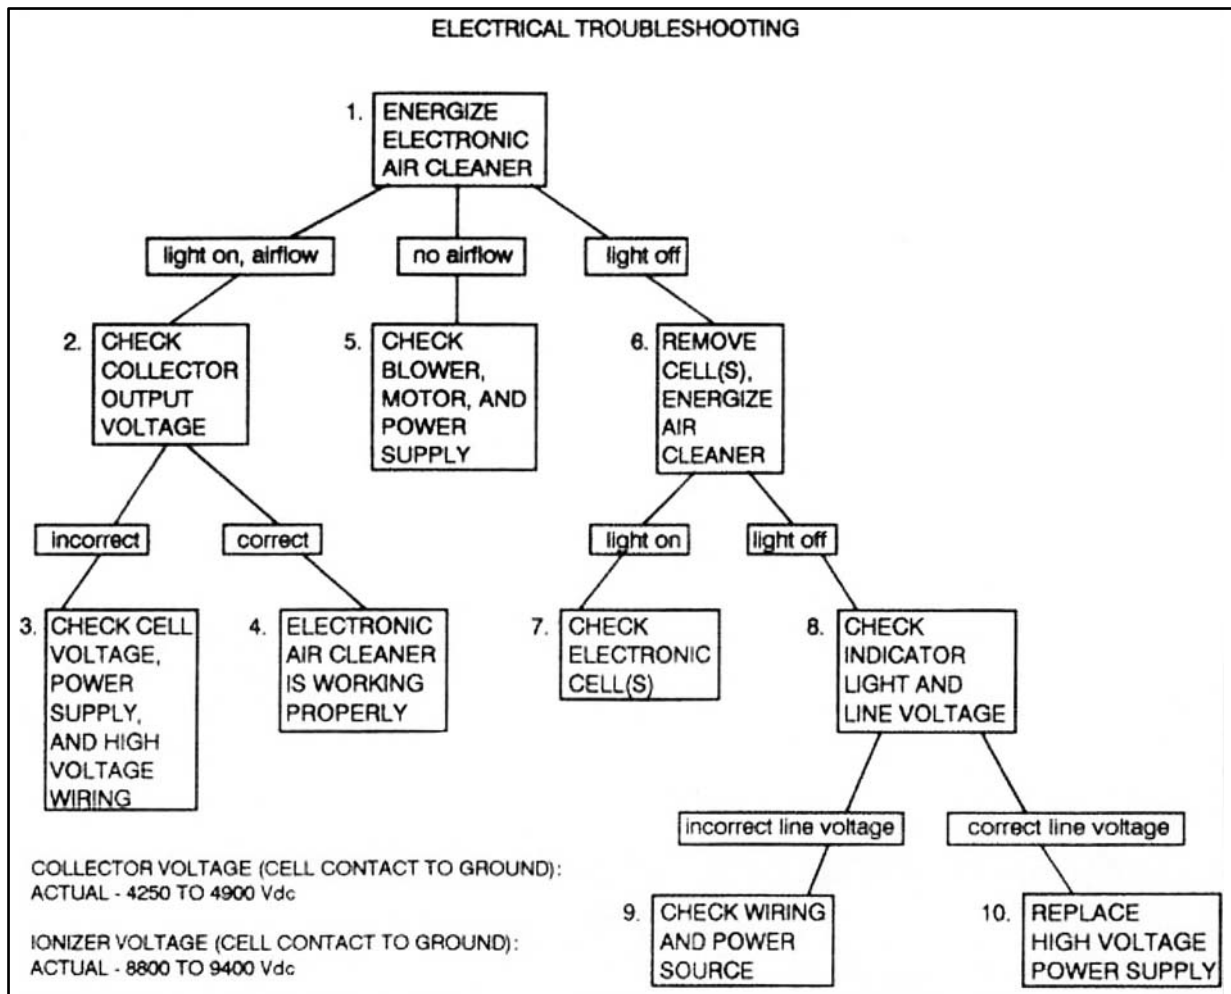 ELECTRICAL TROUBLESHOOTING
1. ENERGIZE
ELECTRONIC
AIR CLEANER
light on, airflow
no airflow
light off
2. CHECK
COLLECTOR
OUTPUT
VOLTAGE
5. CHECK
BLOWER,
MOTOR, AND
POWER
SUPPLY
6. REMOVE
CELL(S),
ENERGIZE
AIR
CLEANER
incorrect
correct
light on
light off
3. CHECK CELL
VOLTAGE,
POWER
SUPPLY,
AND HIGH
VOLTAGE
WIRING
4. ELECTRONIC
AIR CLEANER
IS WORKING
PROPERLY
7. CHECK
ELECTRONIC
CELL(S)
8. CHECK
INDICATOR
LIGHT AND
LINE VOLTAGE
incorrect line voltage
correct line voltage
9. CHECK WIRING
AND POWER
SOURCE
10. REPLACE
HIGH VOLTAGE
POWER SUPPLY
COLLECTOR VOLTAGE (CELL CONTACT TO GROUND):
ACTUAL - 4250 TO 4900 Vdc
IONIZER VOLTAGE (CELL CONTACT TO GROUND):
ACTUAL - 8800 TO 9400 Vdc